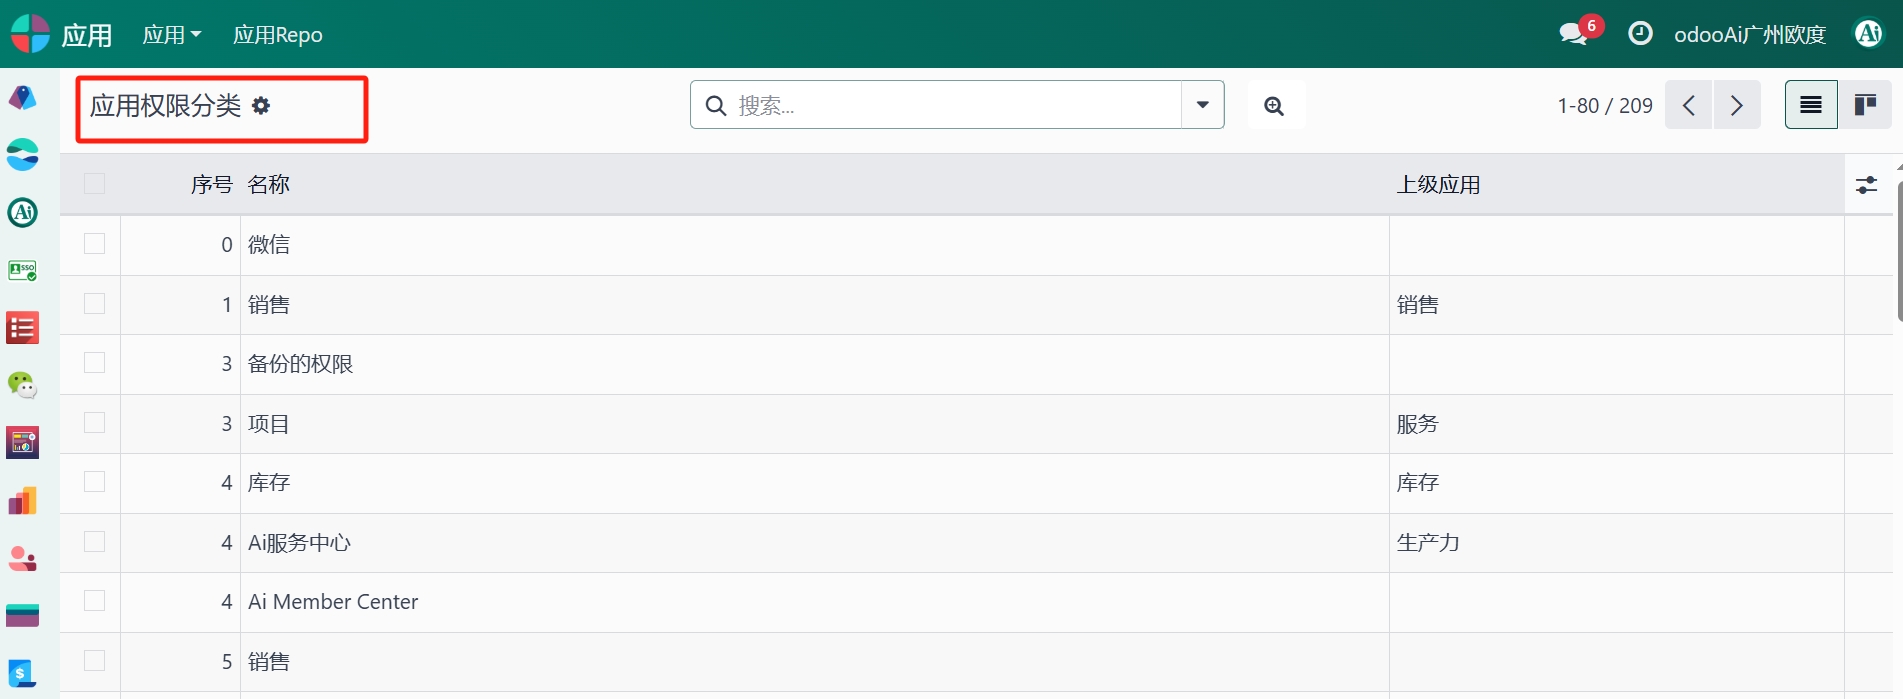 应用 应用 应用Repo 6 odooAi广州欧度 Ai
应用权限分类 搜索... 1-80 / 209
序号 名称 上级应用
0 微信
1 销售 销售
3 备份的权限
3 项目 服务
4 库存 库存
4 Ai服务中心 生产力
4 Ai Member Center
5 销售
Ai
SSO
$